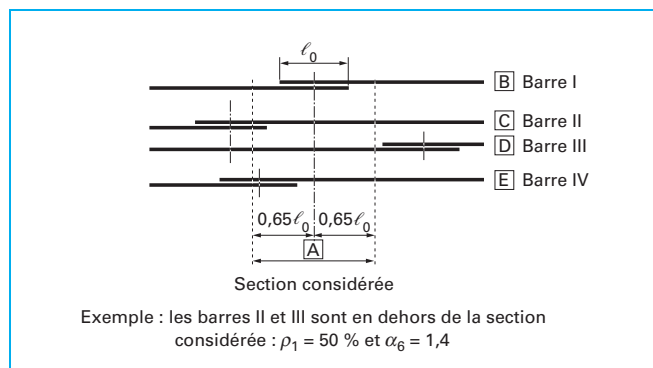 ℓ0
B Barre I
C Barre II
D Barre III
E Barre IV
0,65ℓ0 0,65ℓ0
A
Section considérée
Exemple : les barres II et III sont en dehors de la section
considérée : ρ1 = 50 % et α6 = 1,4